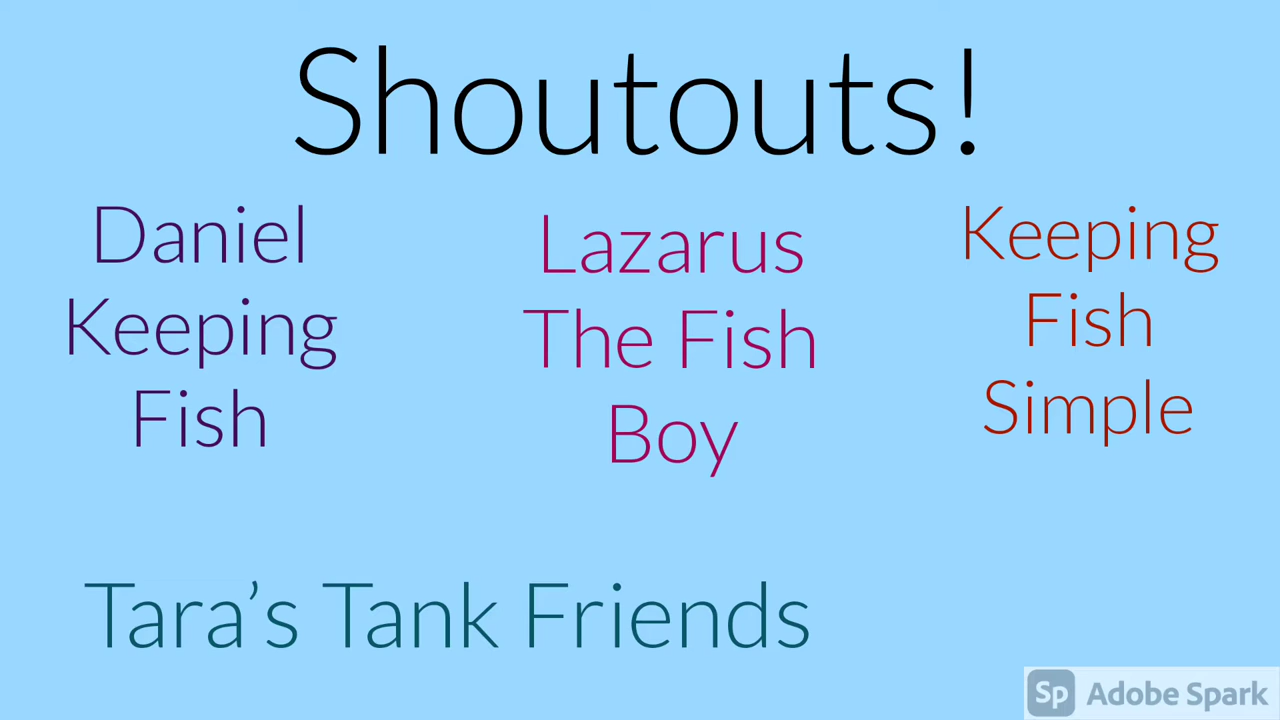 Shoutouts!
Daniel
Keeping
Fish
Lazarus
The Fish
Boy
Keeping
Fish
Simple
Tara’s Tank Friends
Sp Adobe Spark